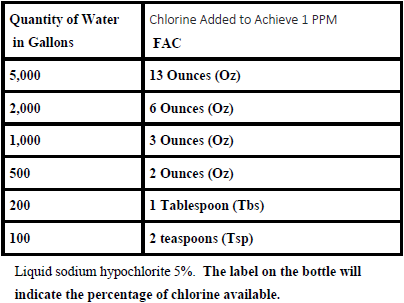 Quantity of Water Chlorine Added to Achieve 1 PPM
in Gallons FAC
5,000 13 Ounces (Oz)
2,000 6 Ounces (Oz)
1,000 3 Ounces (Oz)
500 2 Ounces (Oz)
200 1 Tablespoon (Tbs)
100 2 teaspoons (Tsp)
Liquid sodium hypochlorite 5%. The label on the bottle will
indicate the percentage of chlorine available.